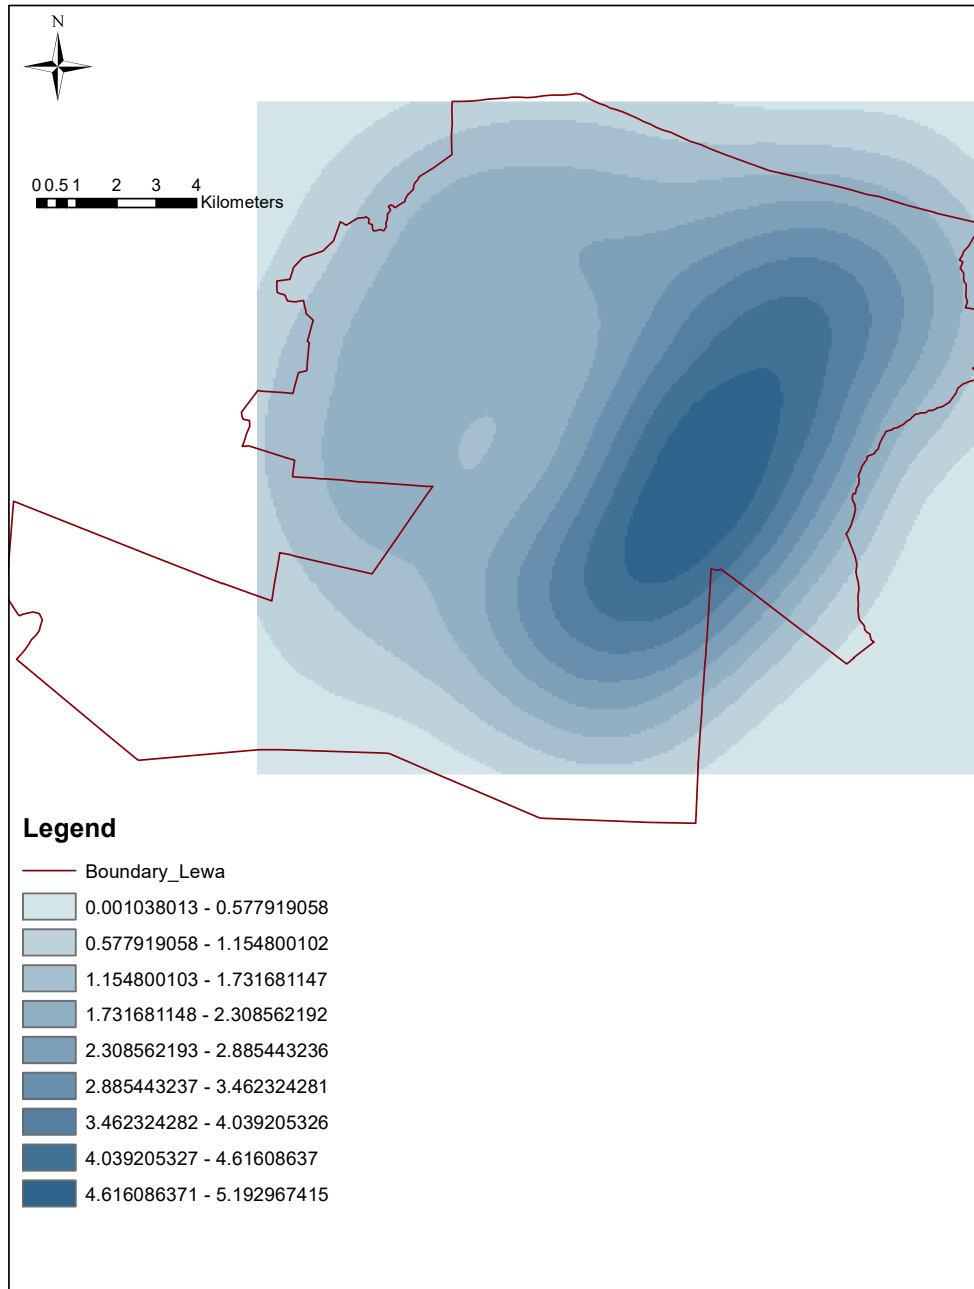 N
0 0.5 1 2 3 4
Kilometers
Legend
Boundary_Lewa
0.001038013 - 0.577919058
0.577919058 - 1.154800102
1.154800103 - 1.731681147
1.731681148 - 2.308562192
2.308562193 - 2.885443236
2.885443237 - 3.462324281
3.462324282 - 4.039205326
4.039205327 - 4.61608637
4.616086371 - 5.192967415